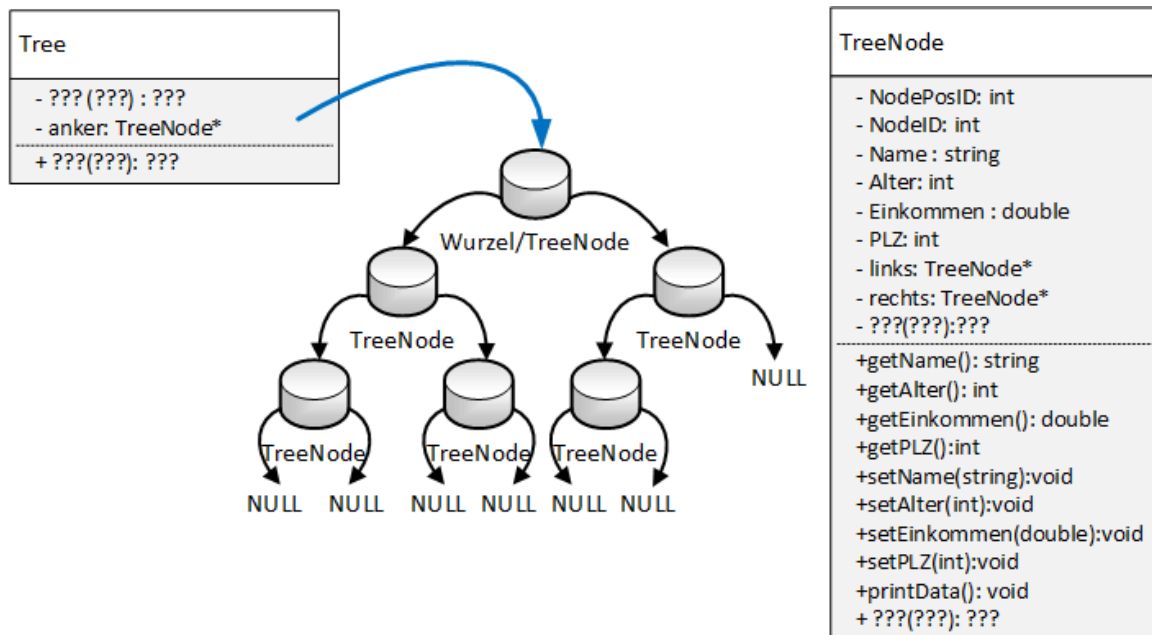 Tree
- ??? (???) : ???
- anker: TreeNode*
+ ???(???): ???
Wurzel/TreeNode
TreeNode
TreeNode
NULL
TreeNode
TreeNode
TreeNode
NULL
NULL
NULL
NULL
NULL
NULL
TreeNode
- NodePosID: int
- NodeID: int
- Name : string
- Alter: int
- Einkommen : double
- PLZ: int
- links: TreeNode*
- rechts: TreeNode*
- ???(???):???
+getName(): string
+getAlter(): int
+getEinkommen(): double
+getPLZ():int
+setName(string):void
+setAlter(int):void
+setEinkommen(double):void
+setPLZ(int):void
+printData(): void
+ ???(???): ???